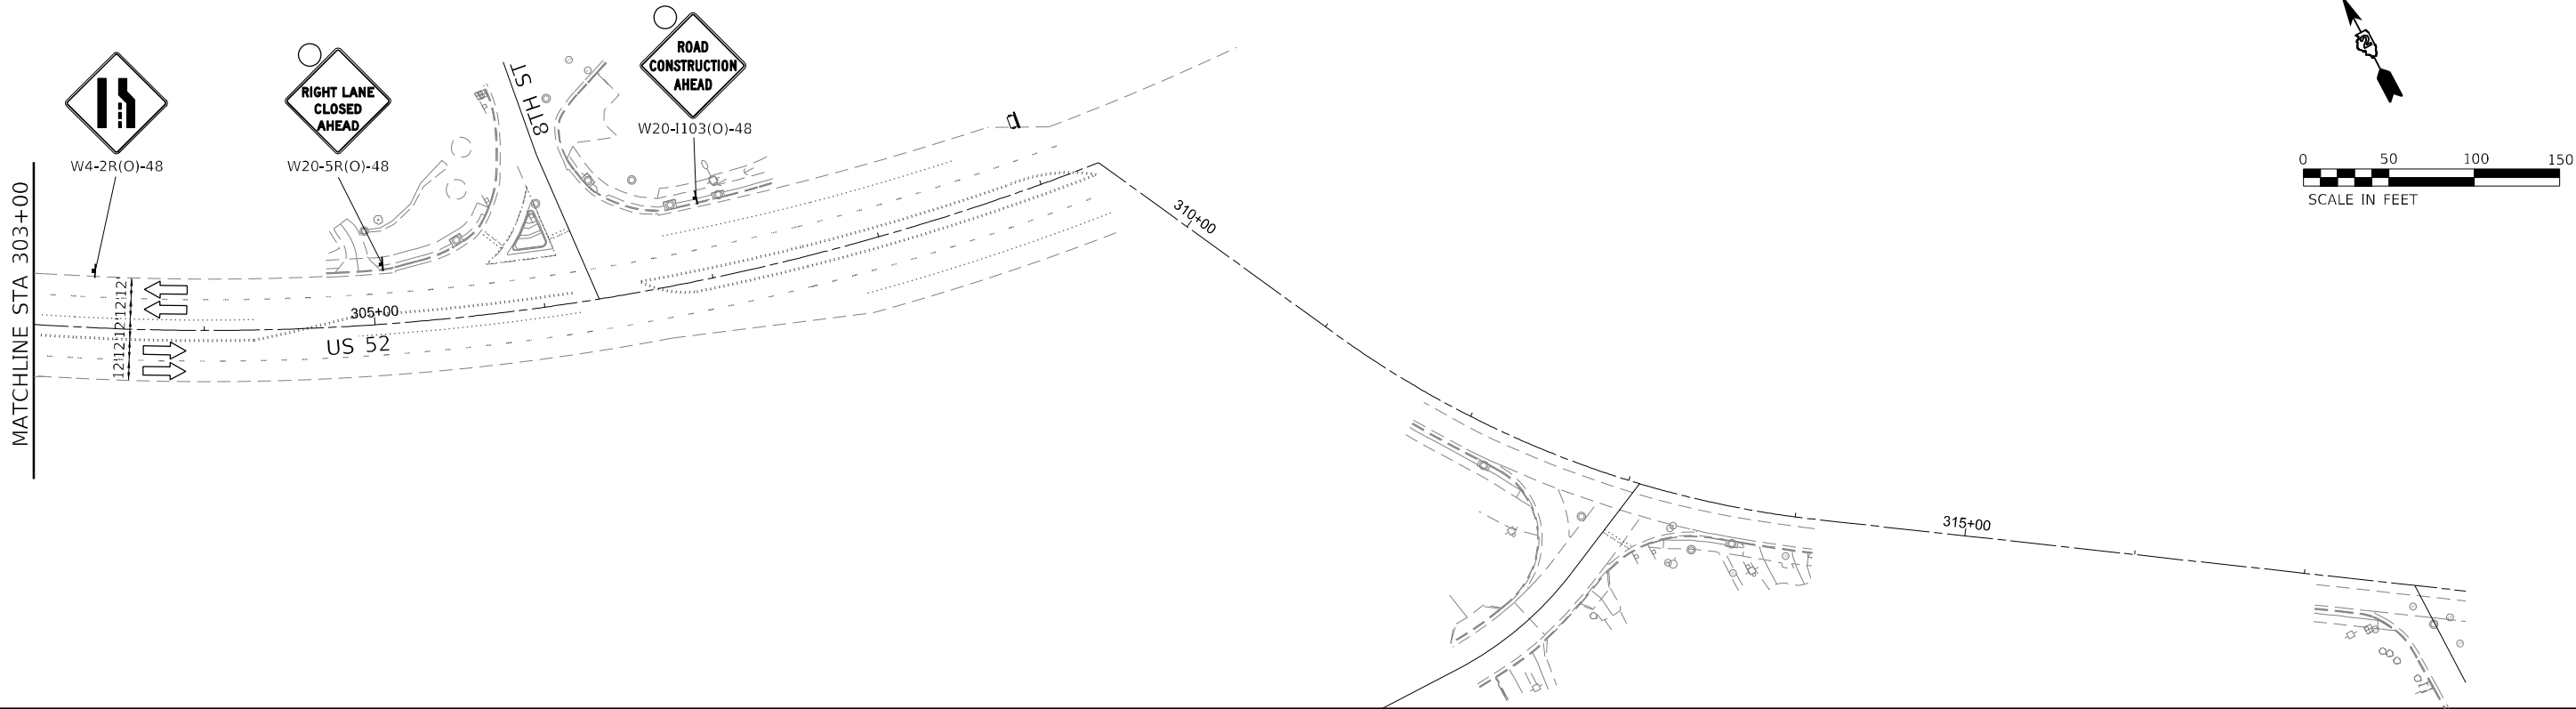 ROAD
CONSTRUCTION
AHEAD
W20-I103(O)-48
RIGHT LANE
CLOSED
AHEAD
W20-5R(O)-48
W4-2R(O)-48
8TH ST
MATCHLINE STA 303+00
12'
12'
12'
12'
12'
305+00
US 52
310+00
315+00
0 50 100 150
SCALE IN FEET